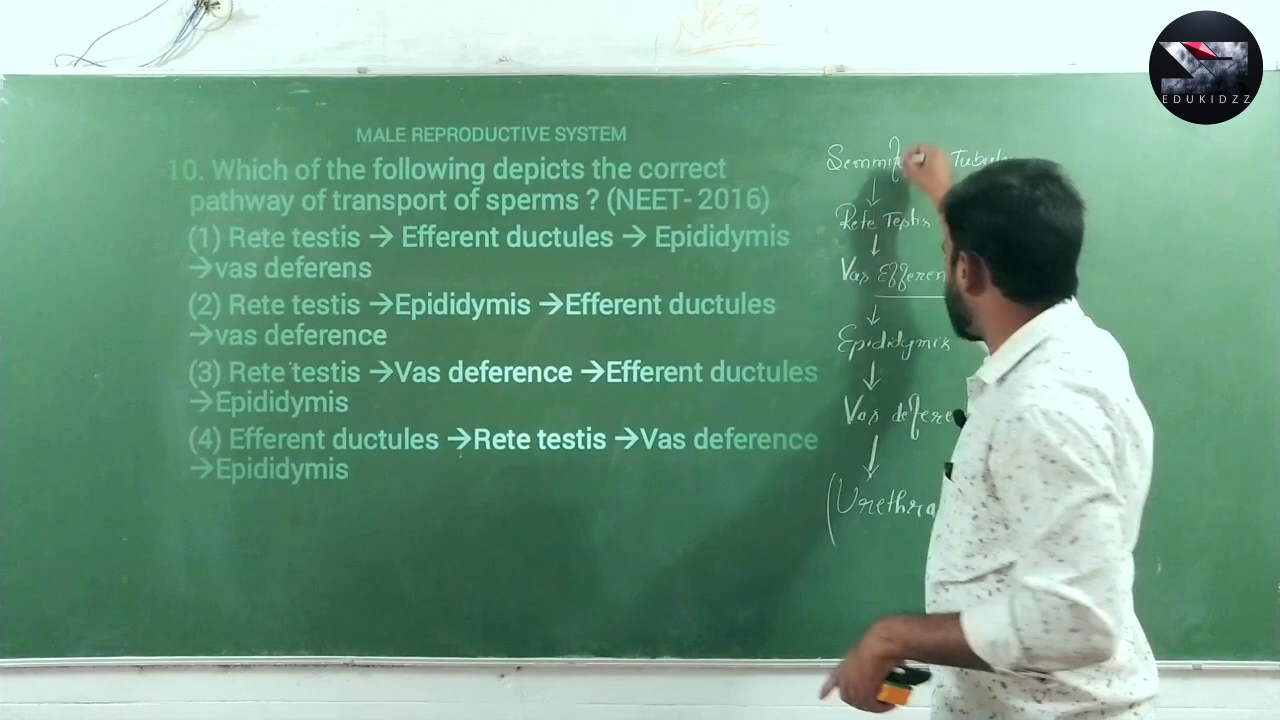 EDUKIDZZ
MALE REPRODUCTIVE SYSTEM
10. Which of the following depicts the correct
pathway of transport of sperms ? (NEET- 2016)
(1) Rete testis → Efferent ductules → Epididymis
→vas deferens
(2) Rete testis →Epididymis →Efferent ductules
→vas deference
(3) Rete testis →Vas deference →Efferent ductules
→Epididymis
(4) Efferent ductules →Rete testis →Vas deference
→Epididymis
↓
Rete Testis
↓
Vas
↓
Epididymis
↓
Vas
↓
(Urethra